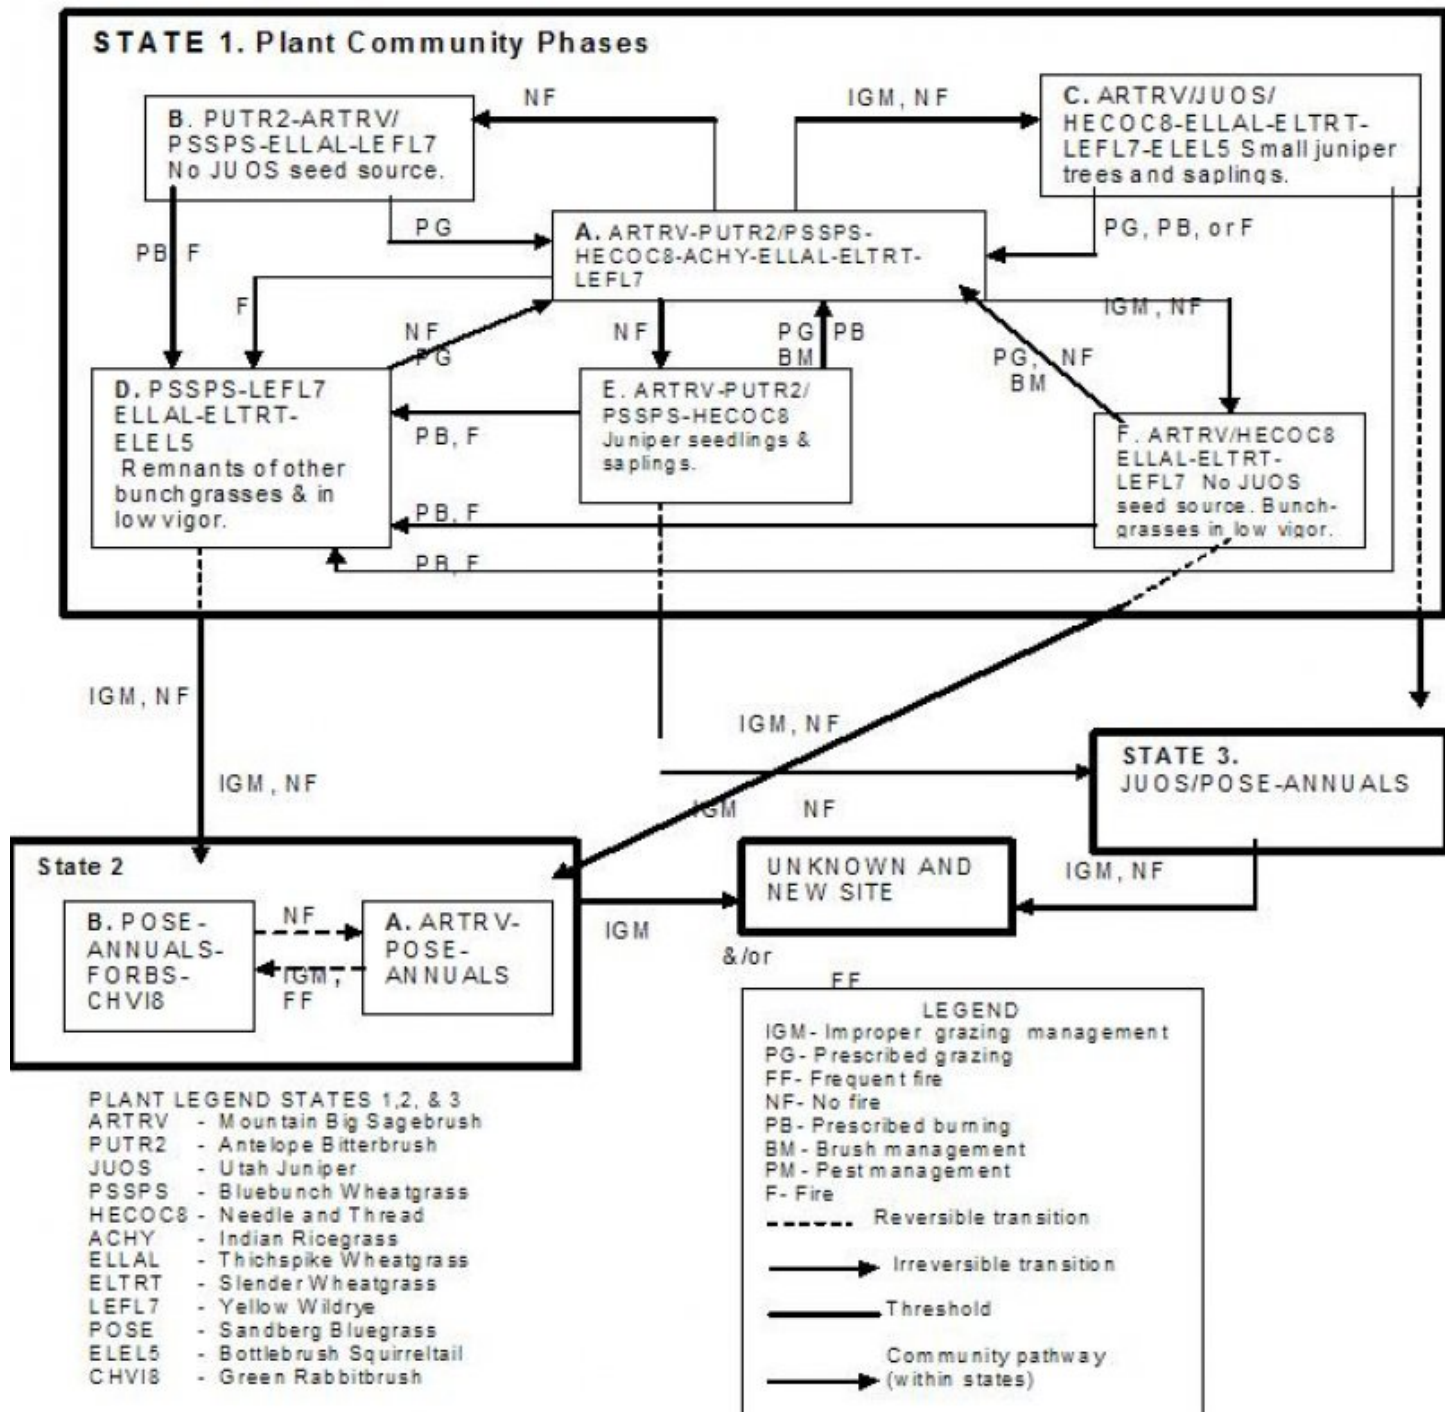 STATE 1. Plant Community Phases
NF
IGM, NF
B. PUTR2-ARTRV/
PSSPS-ELLAL-LEFL7
No JUOS seed source.
C. ARTRV/JUOS/
HECOC8-ELLAL-ELTRT-
LEFL7-ELEL5 Small juniper
trees and saplings.
PG
PB F
A. ARTRV-PUTR2/PSSPS-
HECOC8-ACHY-ELLAL-ELTRT-
LEFL7
PG, PB, or F
F
NF
PG
NF
PG PB
BM
PG, NF
BM
IGM, NF
D. PSSPS-LEFL7
ELLAL-ELTRT-
ELEL5
Remnants of other
bunchgrasses & in
low vigor.
PB, F
E. ARTRV-PUTR2/
PSSPS-HECOC8
Juniper seedlings &
saplings.
F. ARTRV/HECOC8
ELLAL-ELTRT-
LEFL7 No JUOS
seed source. Bunch-
grasses in low vigor.
PB, F
PB, F
IGM, NF
IGM, NF
IGM, NF
IGM NF
STATE 3.
JUOS/POSE-ANNUALS
IGM, NF
State 2
B. POSE-
ANNUALS-
FORBS-
CHVI8
NF
IGM,
FF
A. ARTRV-
POSE-
ANNUALS
IGM
UNKNOWN AND
NEW SITE
&/or
FF
LEGEND
IGM- Improper grazing management
PG- Prescribed grazing
FF- Frequent fire
NF- No fire
PB- Prescribed burning
BM- Brush management
PM- Pest management
F- Fire
Reversible transition
Irreversible transition
Threshold
Community pathway
(within states)
PLANT LEGEND STATES 1,2, & 3
ARTRV - Mountain Big Sagebrush
PUTR2 - Antelope Bitterbrush
JUOS - Utah Juniper
PSSPS - Bluebunch Wheatgrass
HECOC8 - Needle and Thread
ACHY - Indian Ricegrass
ELLAL - Thichspike Wheatgrass
ELTRT - Slender Wheatgrass
LEFL7 - Yellow Wildrye
POSE - Sandberg Bluegrass
ELEL5 - Bottlebrush Squirreltail
CHVI8 - Green Rabbitbrush